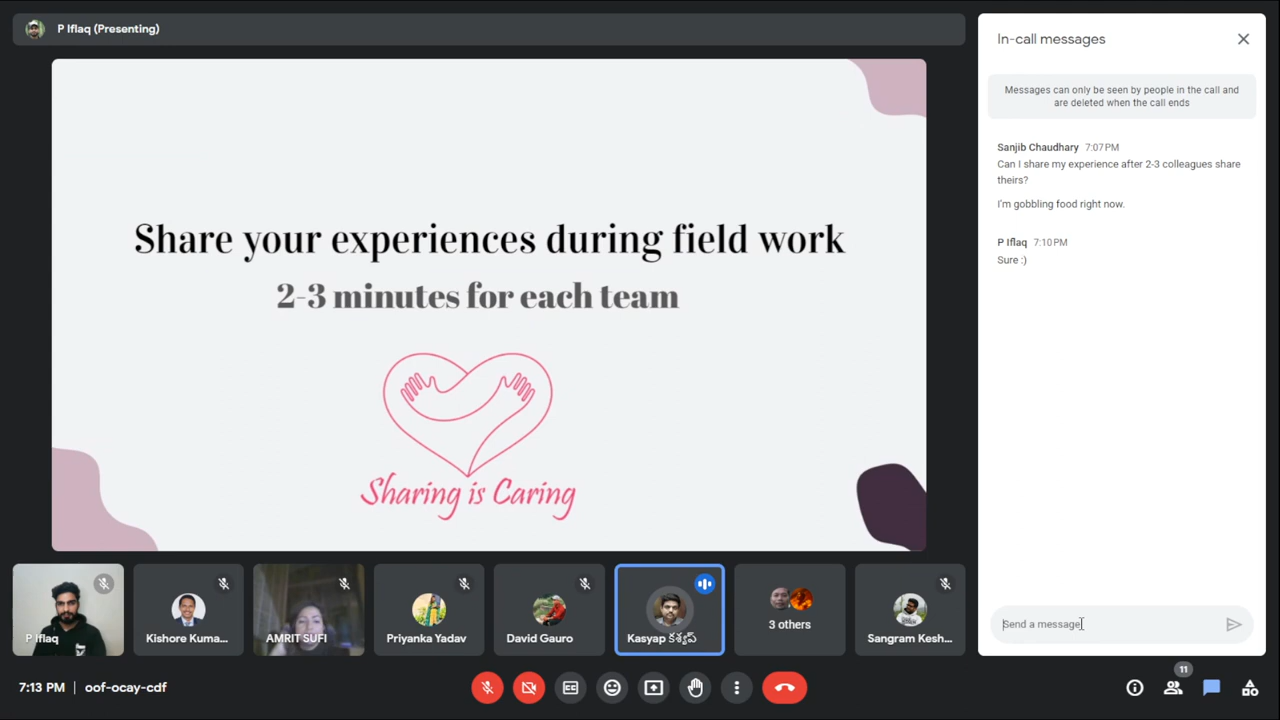 P Iflaq (Presenting)
Share your experiences during field work
2-3 minutes for each team
Sharing is Caring
P Iflaq
Kishore Kuma...
AMRIT SUFI
Priyanka Yadav
David Gauro
Kasyap కశ్యప్
3 others
Sangram Kesh...
7:13 PM
oof-ocay-cdf
In-call messages
Messages can only be seen by people in the call and
are deleted when the call ends
Sanjib Chaudhary 7:07 PM
Can I share my experience after 2-3 colleagues share
theirs?
I'm gobbling food right now.
P Iflaq 7:10 PM
Sure :)
Send a message
11